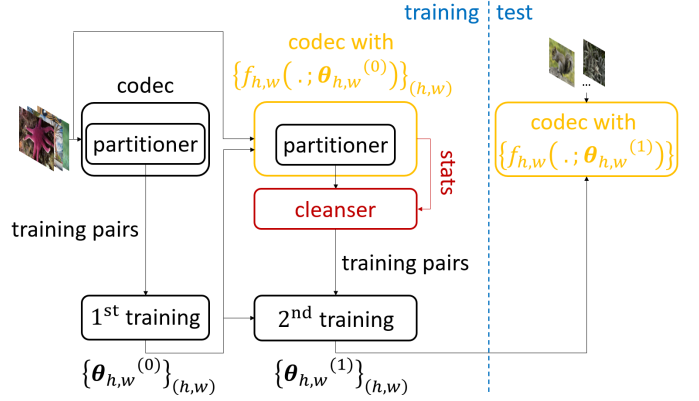 training test
codec
codec with
{f_{h,w}(.;θ_{h,w}^{(0)})}_{(h,w)}
partitioner
partitioner
stats
cleanser
training pairs
training pairs
1st training
2nd training
{θ_{h,w}^{(0)}}_{(h,w)}
{θ_{h,w}^{(1)}}_{(h,w)}
...
codec with
{f_{h,w}(.;θ_{h,w}^{(1)})}